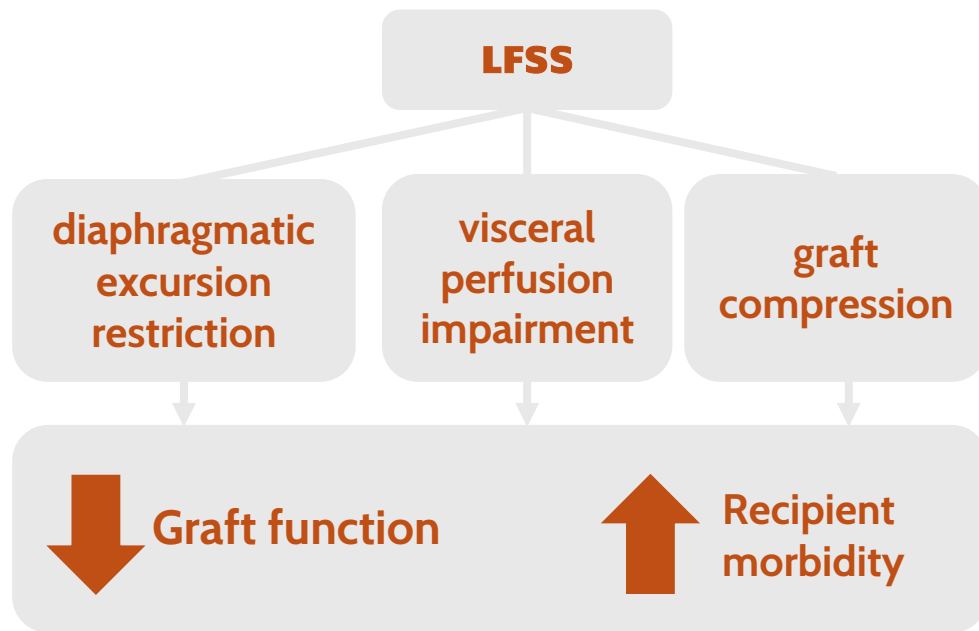 LFSS
diaphragmatic
excursion
restriction
visceral
perfusion
impairment
graft
compression
Graft function
Recipient
morbidity